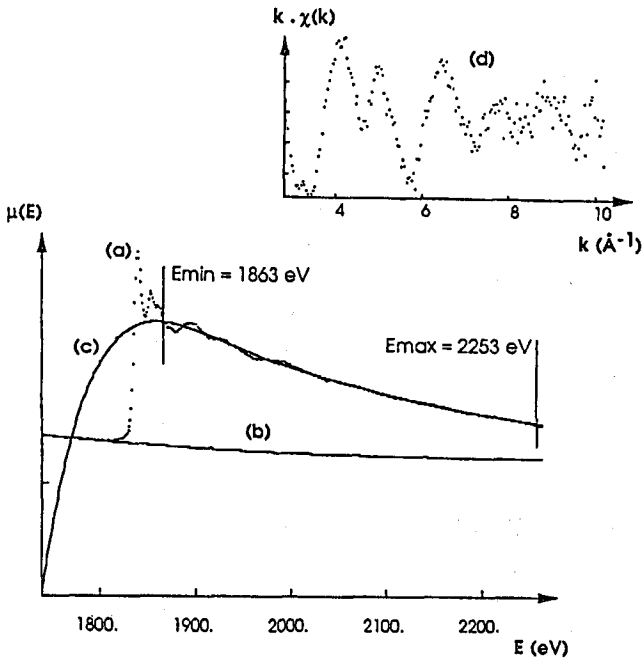 k . χ(k)
(d)
4
6
8
10
k (Å⁻¹)
μ(E)
(a)
Emin = 1863 eV
(c)
Emax = 2253 eV
(b)
1800.
1900.
2000.
2100.
2200.
E (eV)